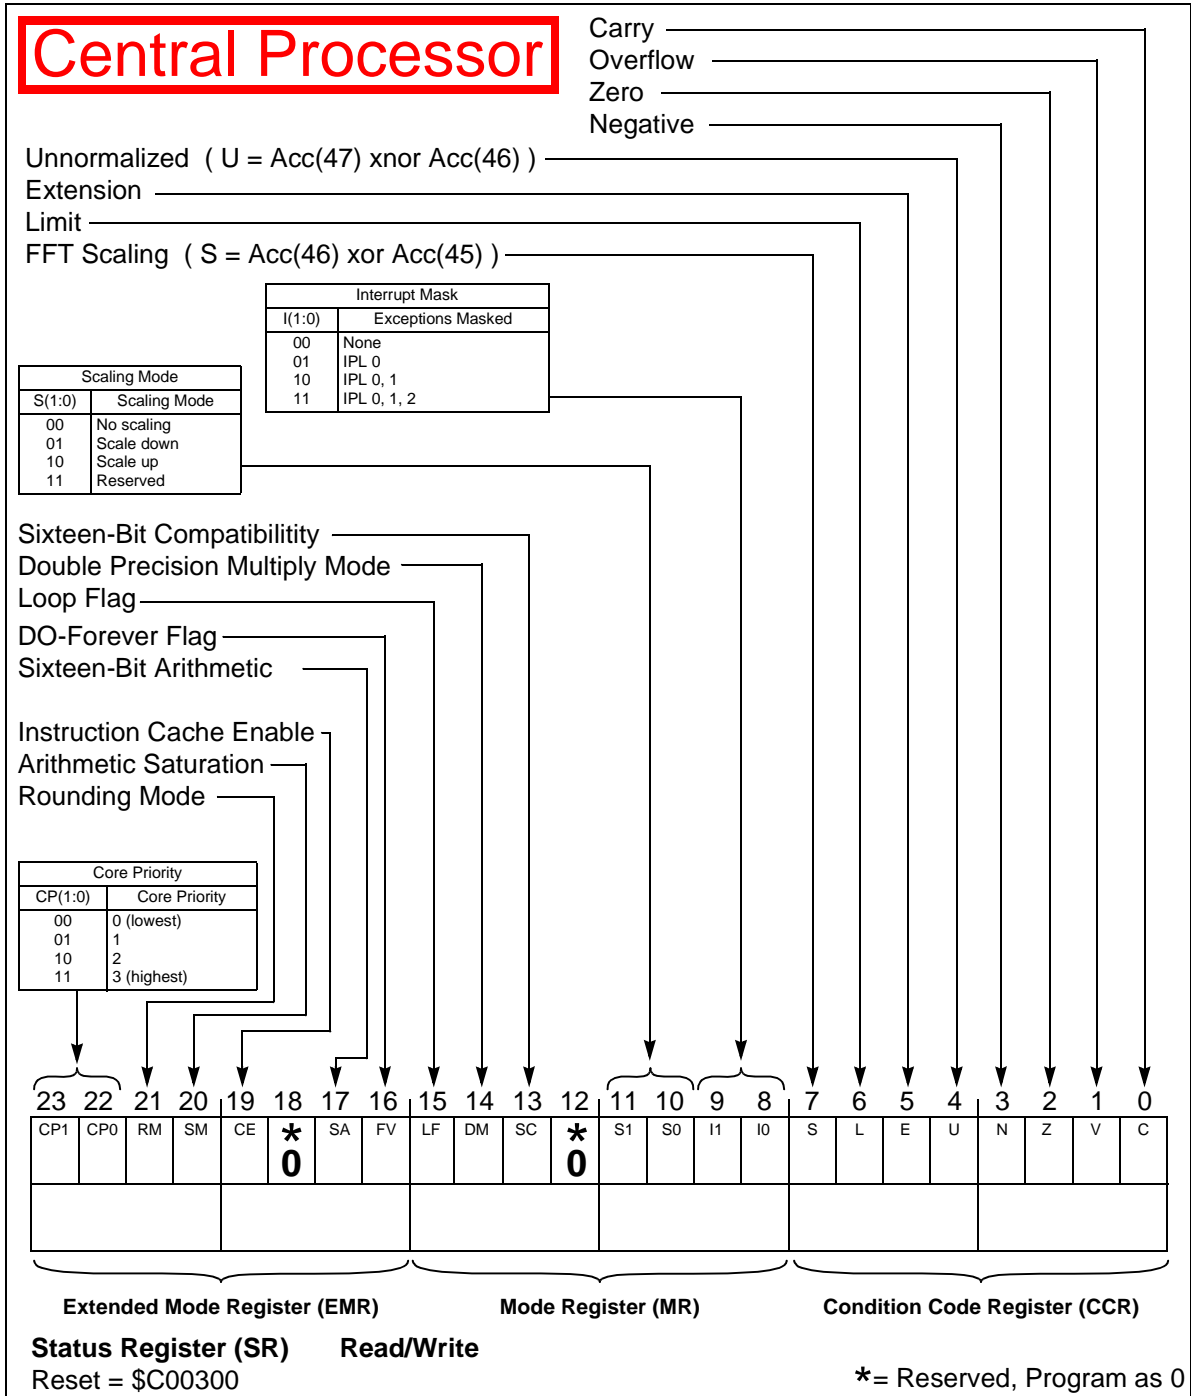 Central Processor
Carry
Overflow
Zero
Negative
Unnormalized ( U = Acc(47) xnor Acc(46) )
Extension
Limit
FFT Scaling ( S = Acc(46) xor Acc(45) )
Interrupt Mask
I(1:0) Exceptions Masked
00 None
01 IPL 0
10 IPL 0, 1
11 IPL 0, 1, 2
Scaling Mode
S(1:0) Scaling Mode
00 No scaling
01 Scale down
10 Scale up
11 Reserved
Sixteen-Bit Compatibilitity
Double Precision Multiply Mode
Loop Flag
DO-Forever Flag
Sixteen-Bit Arithmetic
Instruction Cache Enable
Arithmetic Saturation
Rounding Mode
Core Priority
CP(1:0) Core Priority
00 0 (lowest)
01 1
10 2
11 3 (highest)
23 22 21 20 19 18 17 16 15 14 13 12 11 10 9 8 7 6 5 4 3 2 1 0
CP1 CP0 RM SM CE * SA FV LF DM SC * S1 S0 I1 I0 S L E U N Z V C
0 0
Extended Mode Register (EMR) Mode Register (MR) Condition Code Register (CCR)
Status Register (SR) Read/Write
Reset = $C00300
* = Reserved, Program as 0